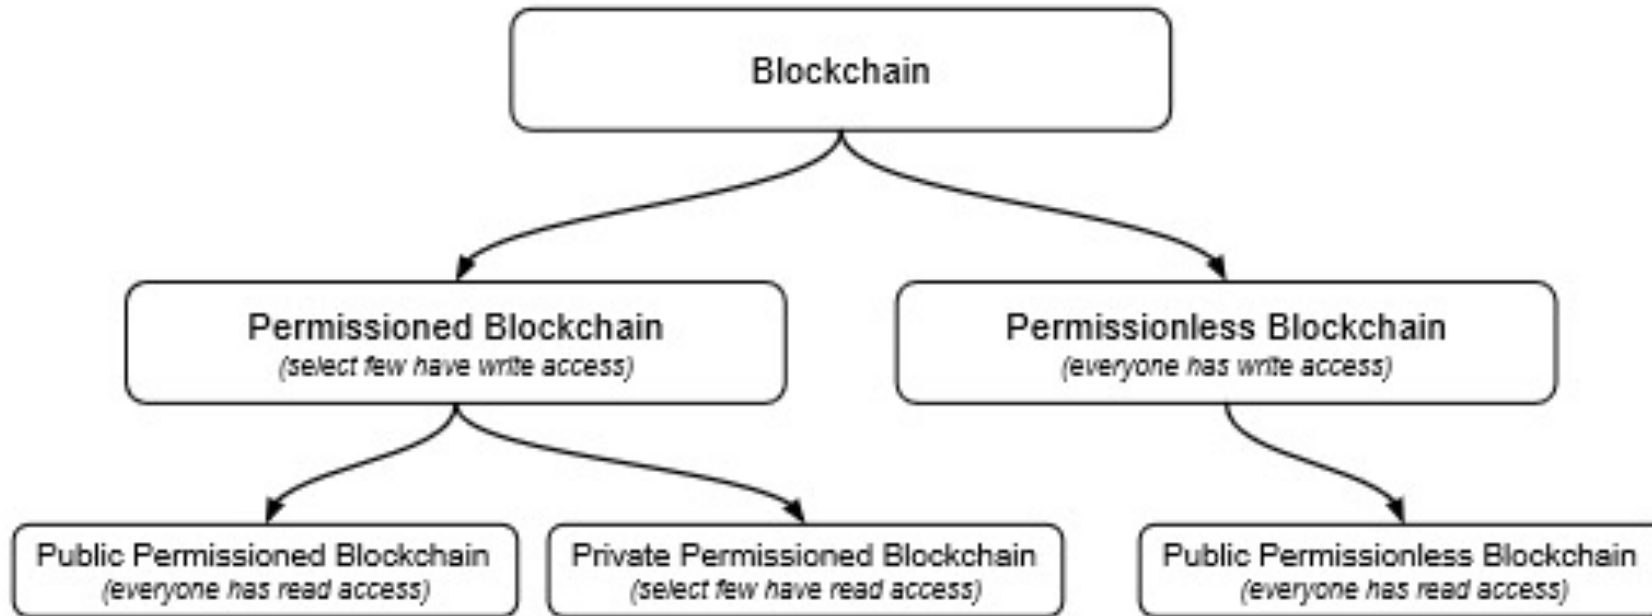 Blockchain
Permissioned Blockchain
(select few have write access)
Permissionless Blockchain
(everyone has write access)
Public Permissioned Blockchain
(everyone has read access)
Private Permissioned Blockchain
(select few have read access)
Public Permissionless Blockchain
(everyone has read access)